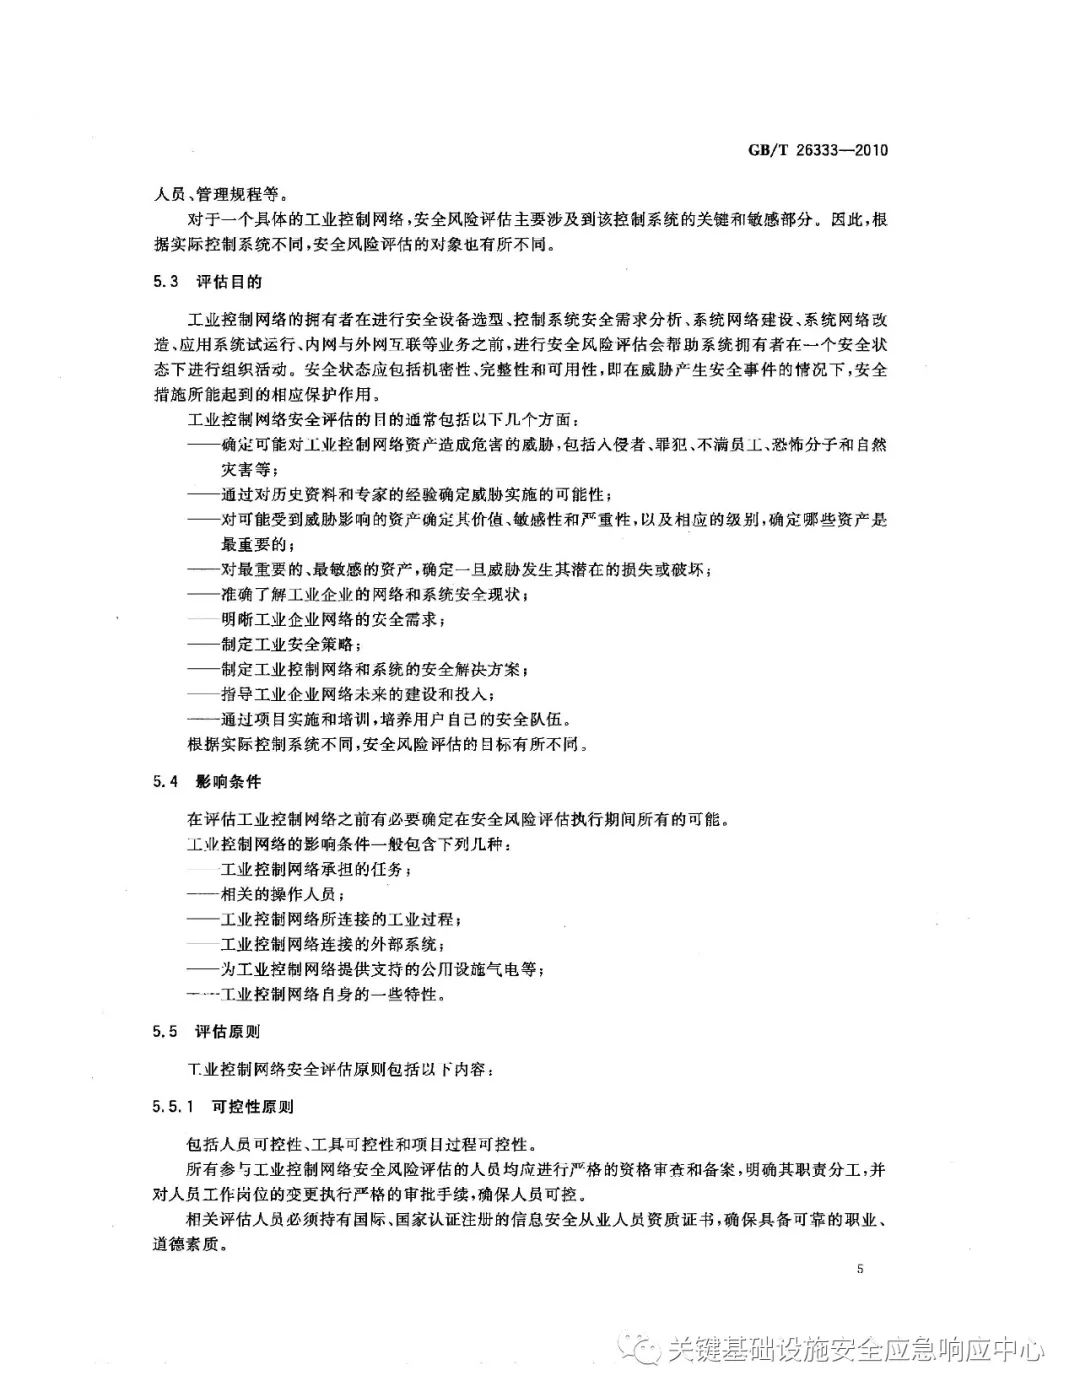 GB/T 26333—2010
人员、管理规程等。
对于一个具体的工业控制网络,安全风险评估主要涉及到该控制系统的关键和敏感部分。因此,根
据实际控制系统不同,安全风险评估的对象也有所不同。
5.3 评估目的
工业控制网络的拥有者在进行安全设备选型、控制系统安全需求分析、系统网络建设、系统网络改
造、应用系统试运行、内网与外网互联等业务之前,进行安全风险评估会帮助系统拥有者在一个安全状
态下进行组织活动。安全状态应包括机密性、完整性和可用性,即在威胁产生安全事件的情况下,安全
措施所能起到的相应保护作用。
工业控制网络安全评估的目的通常包括以下几个方面:
——确定可能对工业控制网络资产造成危害的威胁,包括入侵者、罪犯、不满员工、恐怖分子和自然
灾害等;
——通过对历史资料和专家的经验确定威胁实施的可能性;
——对可能受到威胁影响的资产确定其价值、敏感性和严重性,以及相应的级别,确定哪些资产是
最重要的;
——对最重要的、最敏感的资产,确定一旦威胁发生其潜在的损失或破坏;
——准确了解工业企业的网络和系统安全现状;
——明晰工业企业网络的安全需求;
——制定工业安全策略;
——制定工业控制网络和系统的安全解决方案;
——指导工业企业网络未来的建设和投入;
——通过项目实施和培训,培养用户自己的安全队伍。
根据实际控制系统不同,安全风险评估的目标有所不同。
5.4 影响条件
在评估工业控制网络之前有必要确定在安全风险评估执行期间所有的可能。
工业控制网络的影响条件一般包含下列几种:
——工业控制网络承担的任务;
——相关的操作人员;
——工业控制网络所连接的工业过程;
——工业控制网络连接的外部系统;
——为工业控制网络提供支持的公用设施气电等;
——工业控制网络自身的一些特性。
5.5 评估原则
工业控制网络安全评估原则包括以下内容:
5.5.1 可控性原则
包括人员可控性、工具可控性和项目过程可控性。
所有参与工业控制网络安全风险评估的人员均应进行严格的资格审查和备案,明确其职责分工,并
对人员工作岗位的变更执行严格的审批手续,确保人员可控。
相关评估人员必须持有国际、国家认证注册的信息安全从业人员资质证书,确保具备可靠的职业、
道德素质。
5
关键基础设施安全应急响应中心